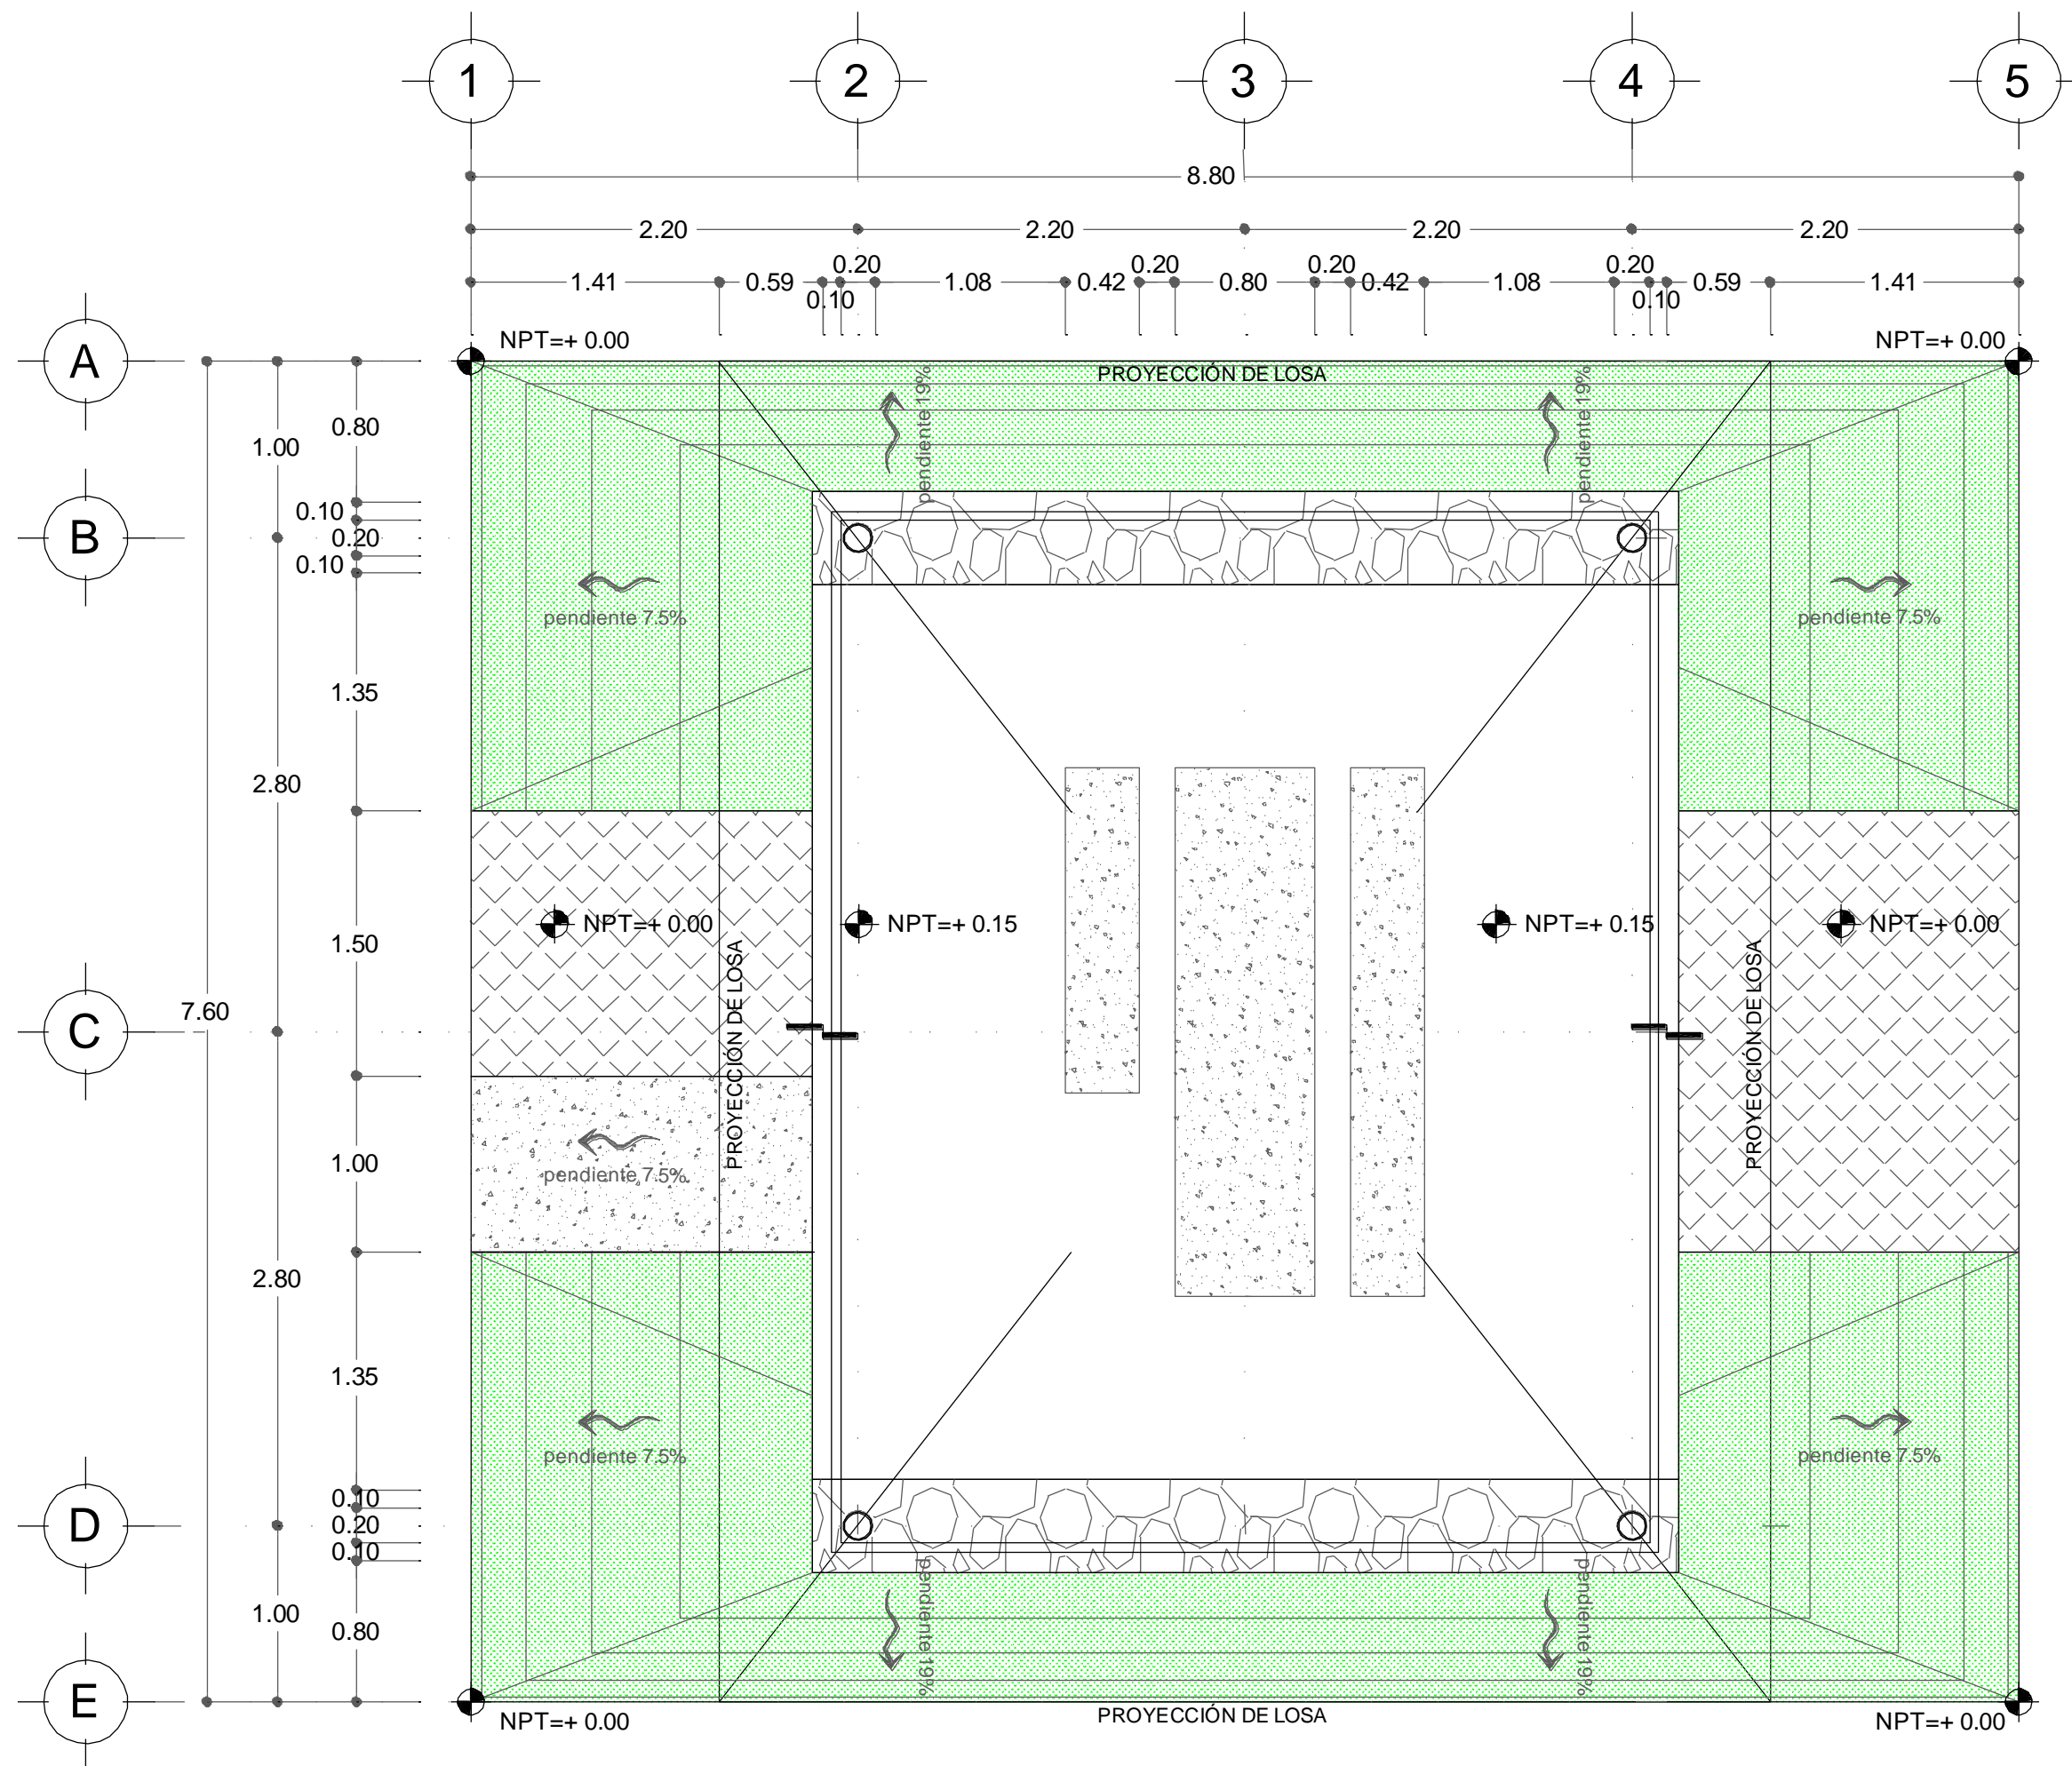 1 2 3 4 5
8.80
2.20 2.20 2.20 2.20
0.20 0.20 0.20 0.20
1.41 0.59 1.08 0.42 0.80 0.42 1.08 0.59 1.41
0.10 0.10
NPT=+ 0.00 NPT=+ 0.00
A
PROYECCIÓN DE LOSA
pendiente 19% pendiente 19%
0.80
1.00
0.10
B
0.20
0.10
pendiente 7.5% pendiente 7.5%
1.35
2.80
NPT=+ 0.00 NPT=+ 0.15 NPT=+ 0.15 NPT=+ 0.00
1.50
7.60
C
PROYECCIÓN DE LOSA PROYECCIÓN DE LOSA
1.00
pendiente 7.5%
2.80
1.35
pendiente 7.5% pendiente 7.5%
0.10
D
0.20
0.10
pendiente 19% pendiente 19%
1.00
0.80
E
PROYECCIÓN DE LOSA
NPT=+ 0.00 NPT=+ 0.00